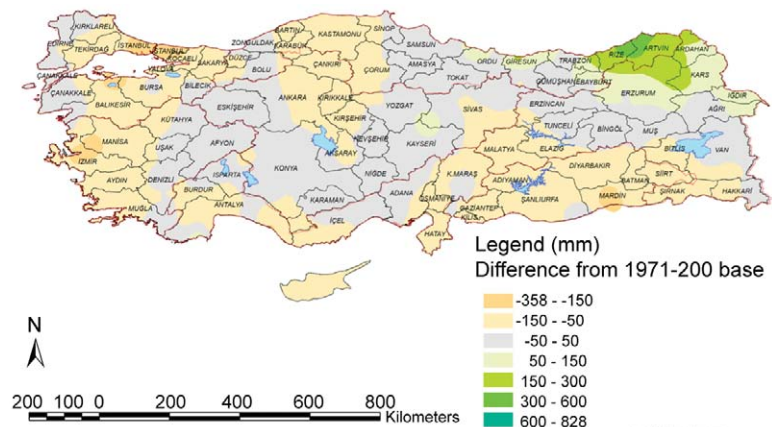 KIRKLARELİ
EDİRNE
TEKİRDAĞ
İSTANBUL
İSTANBUL
KOCAELİ
YALOVA
SAKARYA
DÜZCE
ZONGULDAK
BARTIN
KARABÜK
KASTAMONU
SİNOP
SAMSUN
ORDU
GİRESUN
TRABZON
RİZE
ARTVİN
ARDAHAN
KARS
IĞDIR
ÇANAKKALE
ÇANAKKALE
BALIKESİR
BURSA
BİLECİK
BOLU
ÇANKIRI
ÇORUM
AMASYA
TOKAT
GÜMÜŞHANE
BAYBURT
ERZURUM
AĞRI
KÜTAHYA
ESKİŞEHİR
ANKARA
KIRIKKALE
YOZGAT
SİVAS
ERZİNCAN
TUNCELİ
BİNGÖL
MUŞ
MANİSA
UŞAK
AFYON
KIRŞEHİR
NEVŞEHİR
KAYSERİ
MALATYA
ELAZIĞ
BİTLİS
VAN
İZMİR
AYDIN
DENİZLİ
ISPARTA
KONYA
AKSARAY
NİĞDE
K.MARAŞ
ADIYAMAN
DİYARBAKIR
BATMAN
SİİRT
ŞIRNAK
HAKKARİ
MUĞLA
BURDUR
ANTALYA
KARAMAN
İÇEL
ADANA
OSMANİYE
GAZİANTEP
KİLİS
ŞANLIURFA
MARDİN
HATAY
Legend (mm)
Difference from 1971-200 base
-358 - -150
-150 - -50
-50 - 50
50 - 150
150 - 300
300 - 600
600 - 828
N
200 100 0 200 400 600 800
Kilometers